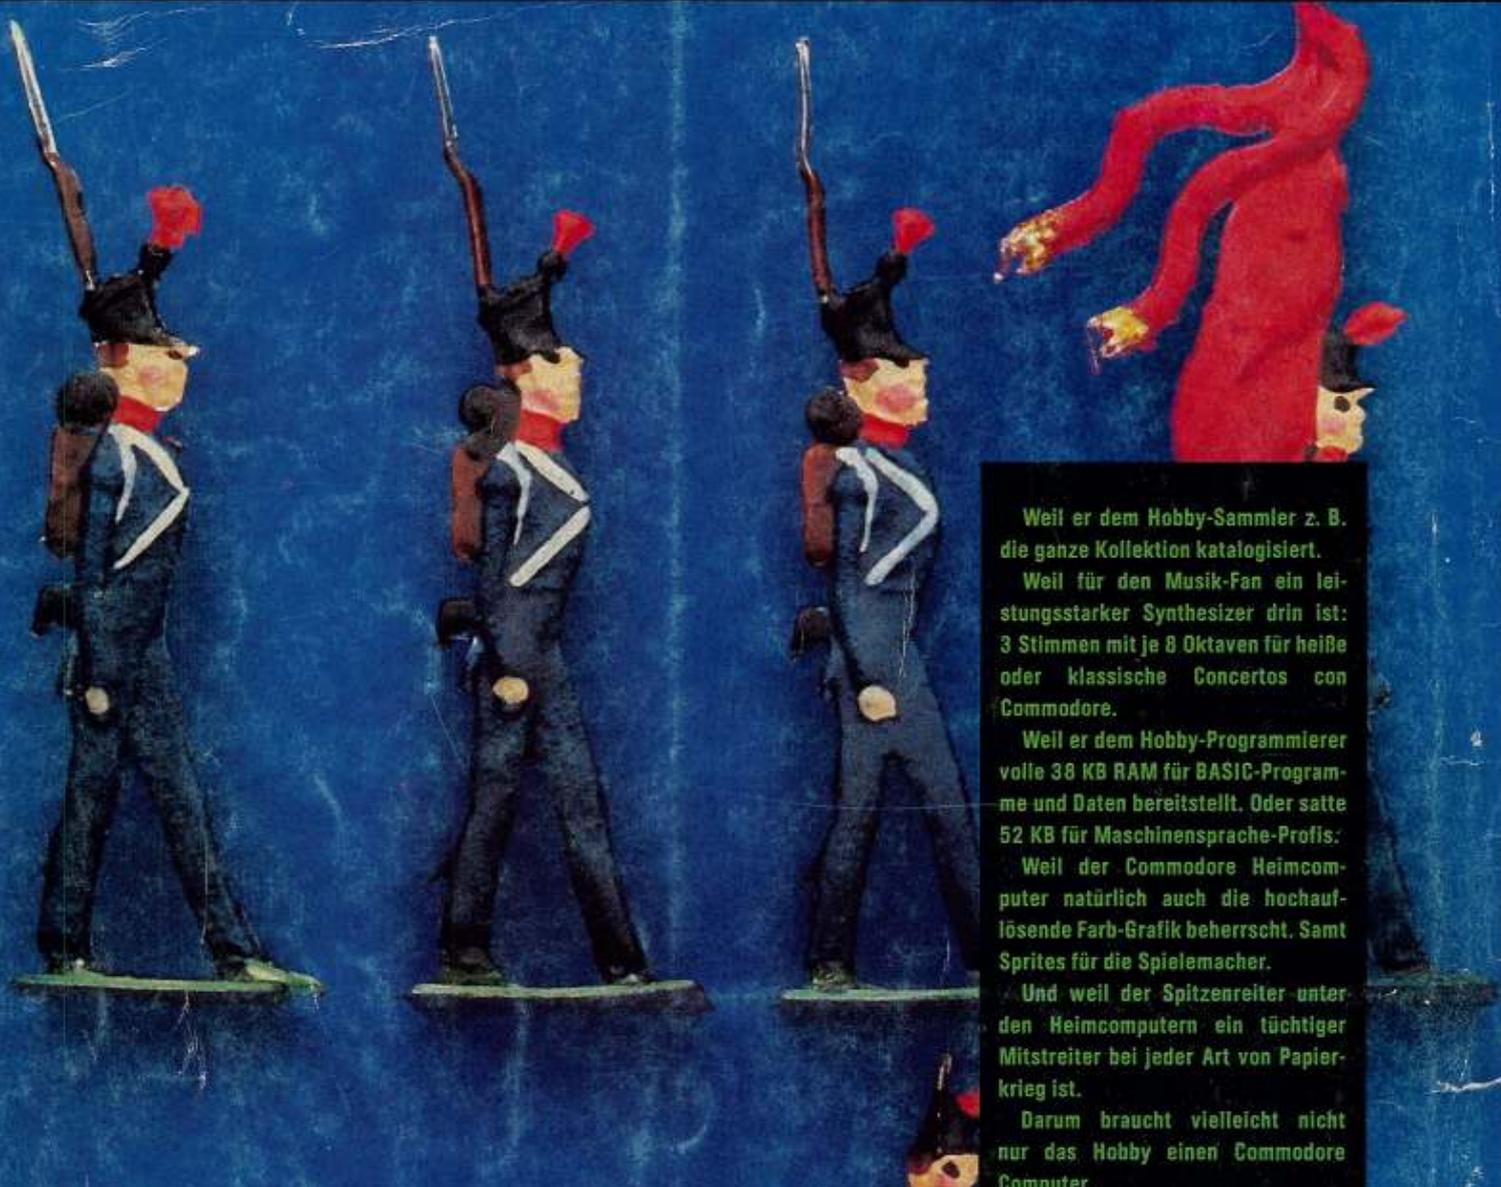 Weil er dem Hobby-Sammler z. B.
die ganze Kollektion katalogisiert.
Weil für den Musik-Fan ein lei-
stungsstarker Synthesizer drin ist:
3 Stimmen mit je 8 Oktaven für heiße
oder klassische Concertos con
Commodore.
Weil er dem Hobby-Programmierer
volle 38 KB RAM für BASIC-Program-
me und Daten bereitstellt. Oder satte
52 KB für Maschinensprache-Profis.
Weil der Commodore Heimcom-
puter natürlich auch die hochauf-
lösende Farb-Grafik beherrscht. Samt
Sprites für die Spielemacher.
Und weil der Spitzenreiter unter
den Heimcomputern ein tüchtiger
Mitstreiter bei jeder Art von Papier-
krieg ist.
Darum braucht vielleicht nicht
nur das Hobby einen Commodore
Computer